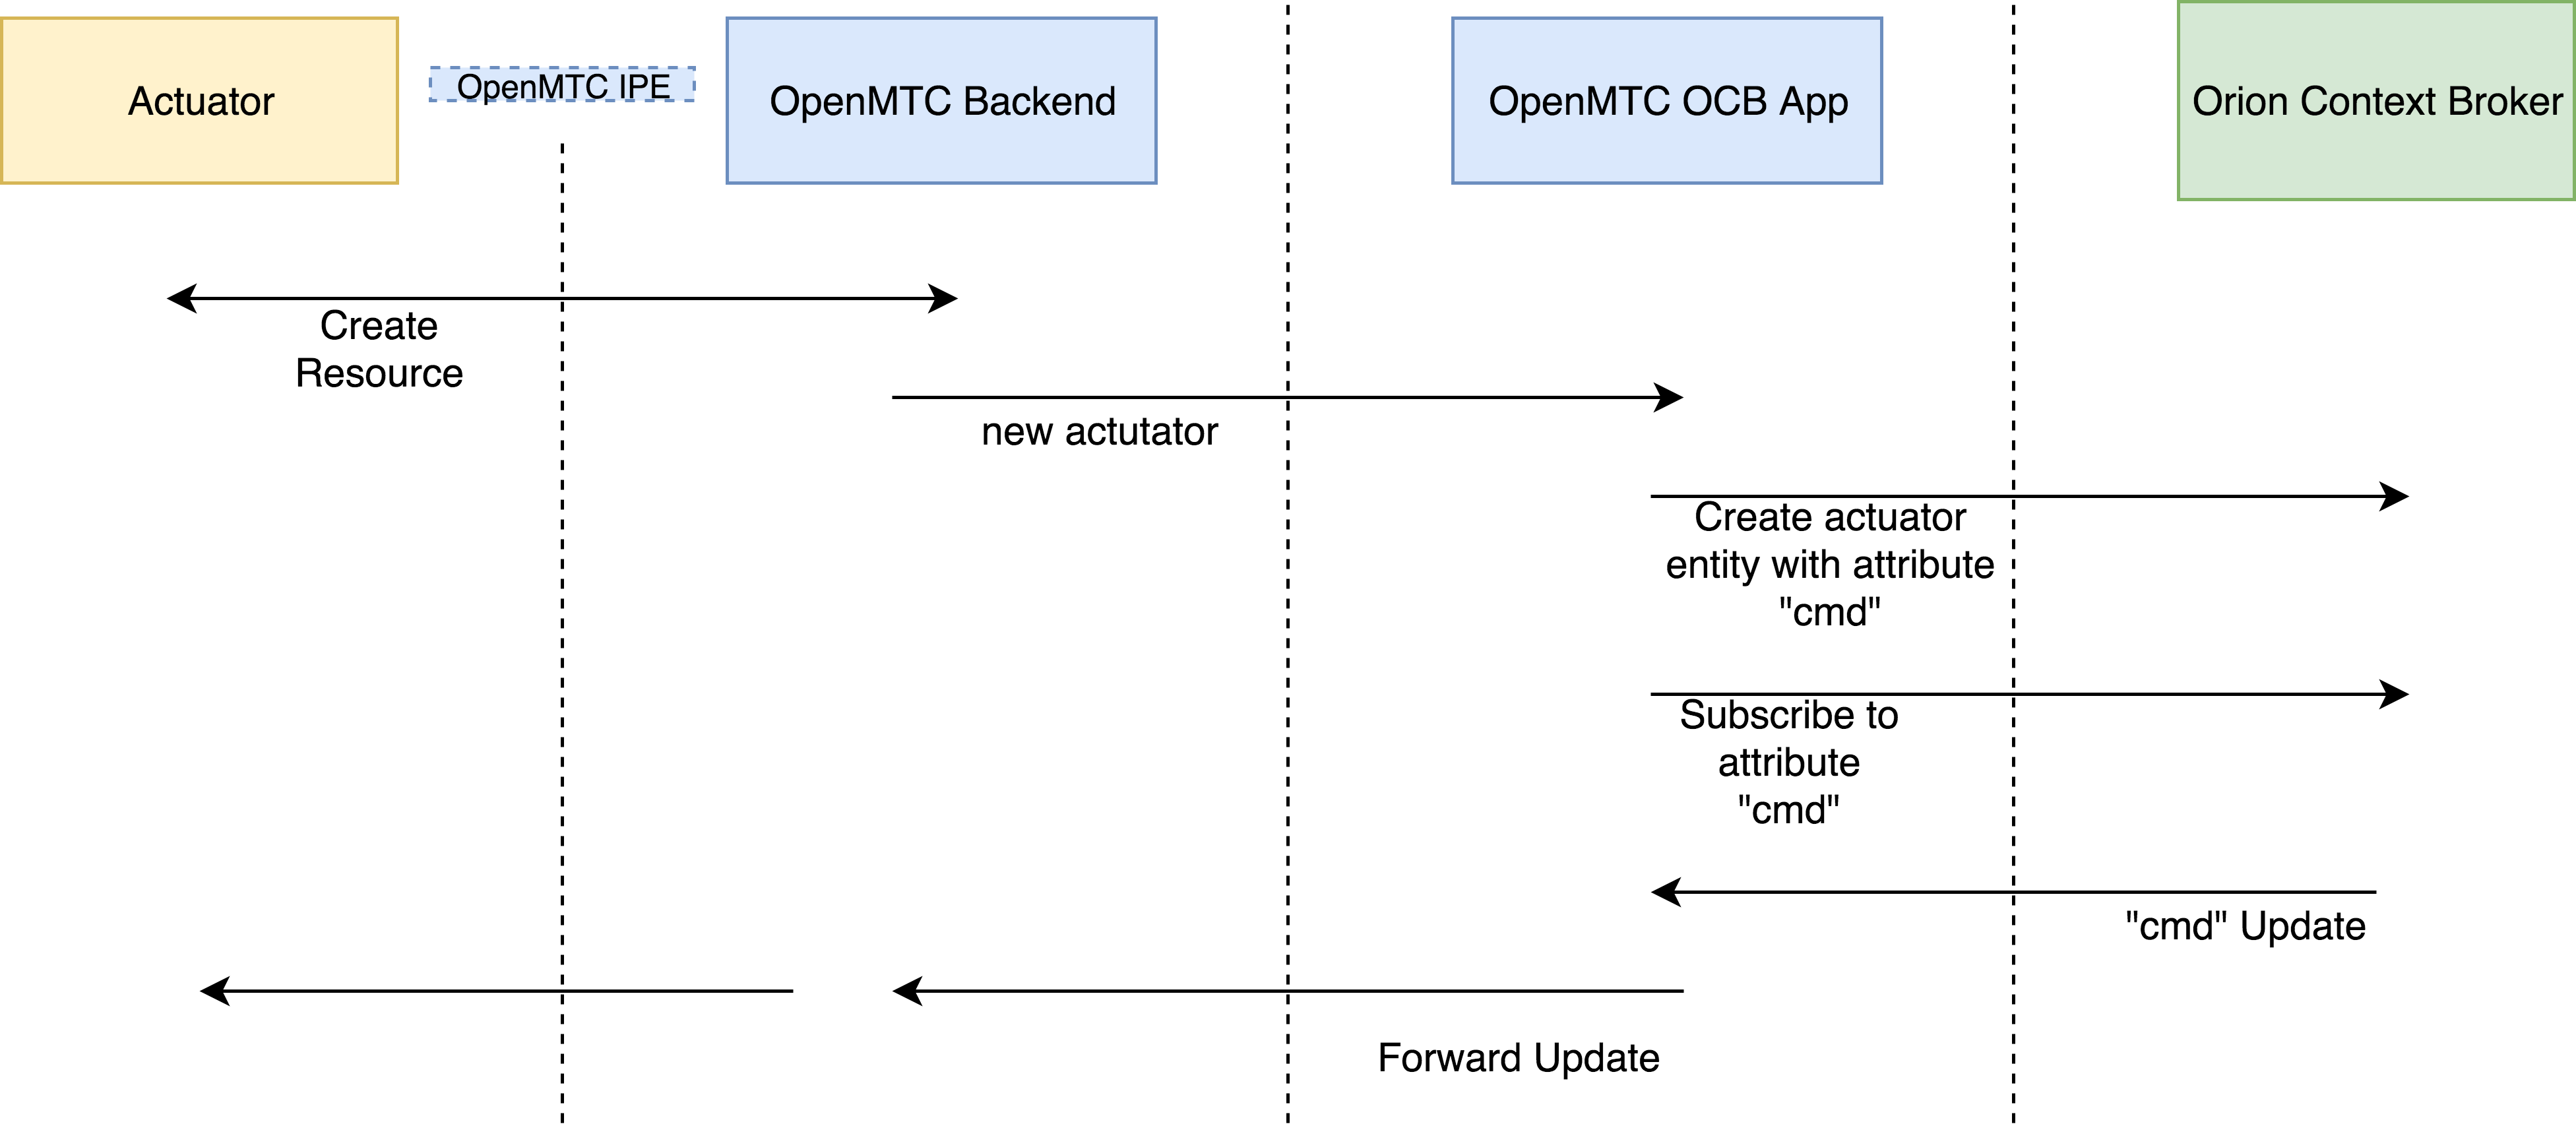 Actuator
OpenMTC IPE
OpenMTC Backend
OpenMTC OCB App
Orion Context Broker
Create
Resource
new actutator
Create actuator
entity with attribute
"cmd"
Subscribe to
attribute
"cmd"
"cmd" Update
Forward Update